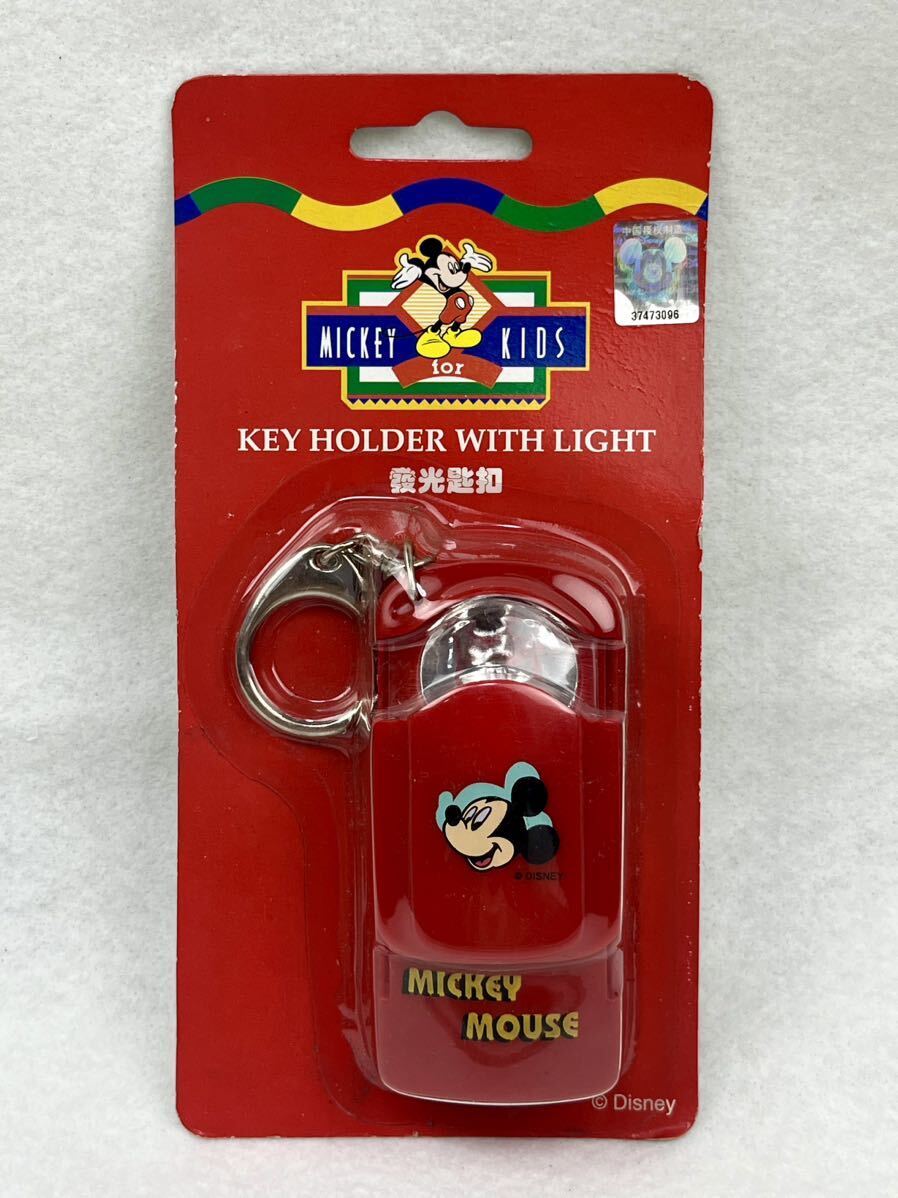 中国授权制造
37473096
MICKEY for KIDS
KEY HOLDER WITH LIGHT
發光匙扣
© DISNEY
MICKEY
MOUSE
© Disney